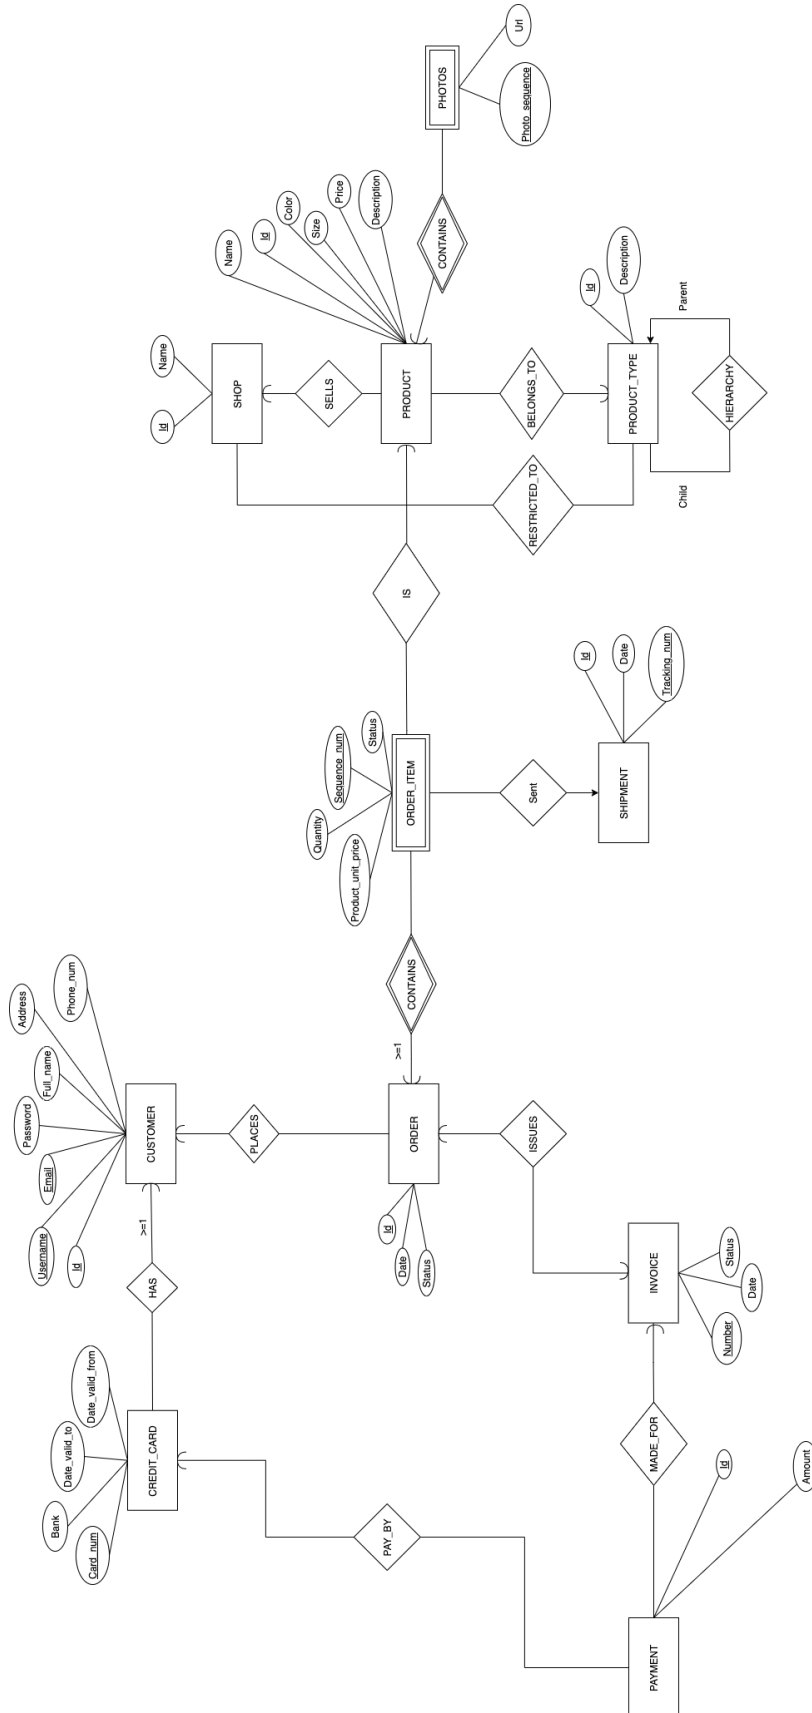 Url
PHOTOS
Photo_sequence
CONTAINS
Name
Id
Color
Size
Price
Description
Id
Name
SHOP
SELLS
PRODUCT
BELONGS_TO
PRODUCT_TYPE
Id
Description
Parent
HIERARCHY
Child
RESTRICTED_TO
IS
Status
Sequence_num
Quantity
Product_unit_price
ORDER_ITEM
Sent
SHIPMENT
Id
Date
Tracking_num
CONTAINS
>=1
Phone_num
Address
Full_name
Password
Email
Username
Id
CUSTOMER
PLACES
ORDER
Id
Date
Status
ISSUES
>=1
HAS
INVOICE
Status
Date
Number
Date_valid_from
Date_valid_to
Bank
Card_num
CREDIT_CARD
PAY_BY
MADE_FOR
Id
Amount
PAYMENT